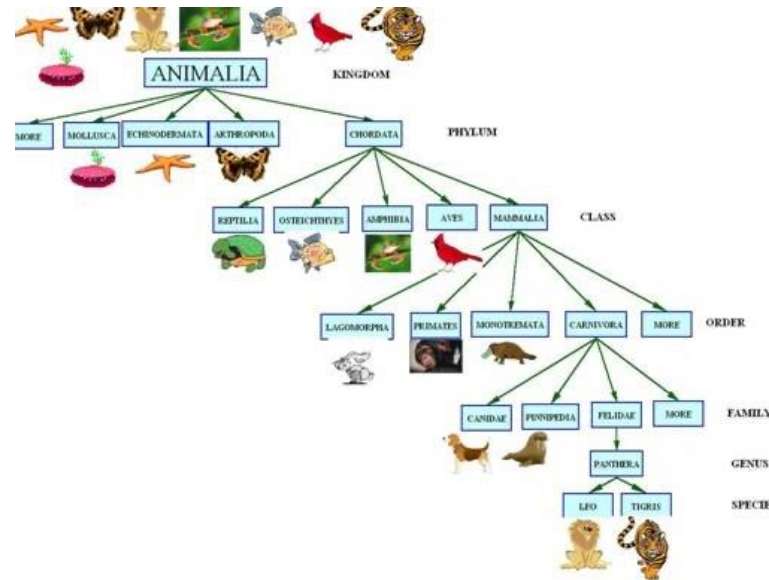 ANIMALIA KINGDOM
MORE MOLLUSCA ECHINODERMATA ARTHROPODA CHORDATA PHYLUM
REPTILIA OSTEICHTHYES AMPHIBIA AVES MAMMALIA CLASS
LAGOMORPHA PRIMATES MONOTREMATA CARNIVORA MORE ORDER
CANIDAE PINNIPEDIA FELIDAE MORE FAMILY
PANTHERA GENUS
LEO TIGRIS SPECIE